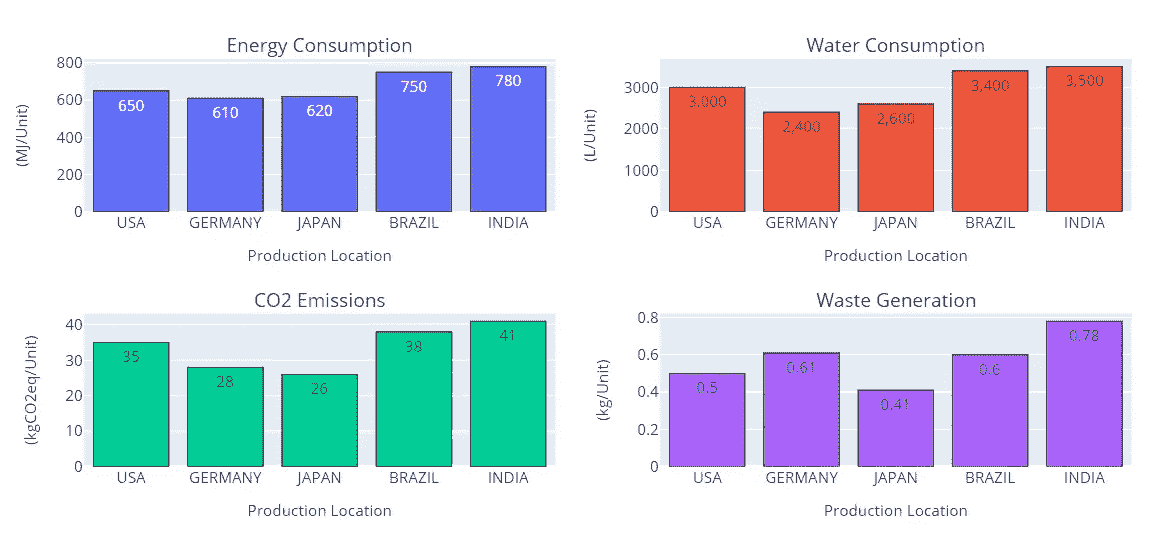 Energy Consumption
(MJ/Unit)
800
600
400
200
0
650
610
620
750
780
USA
GERMANY
JAPAN
BRAZIL
INDIA
Production Location
Water Consumption
(L/Unit)
3000
2000
1000
0
3,000
2,400
2,600
3,400
3,500
USA
GERMANY
JAPAN
BRAZIL
INDIA
Production Location
CO2 Emissions
(kgCO2eq/Unit)
40
30
20
10
0
35
28
26
38
41
USA
GERMANY
JAPAN
BRAZIL
INDIA
Production Location
Waste Generation
(kg/Unit)
0.8
0.6
0.4
0.2
0
0.5
0.61
0.41
0.6
0.78
USA
GERMANY
JAPAN
BRAZIL
INDIA
Production Location